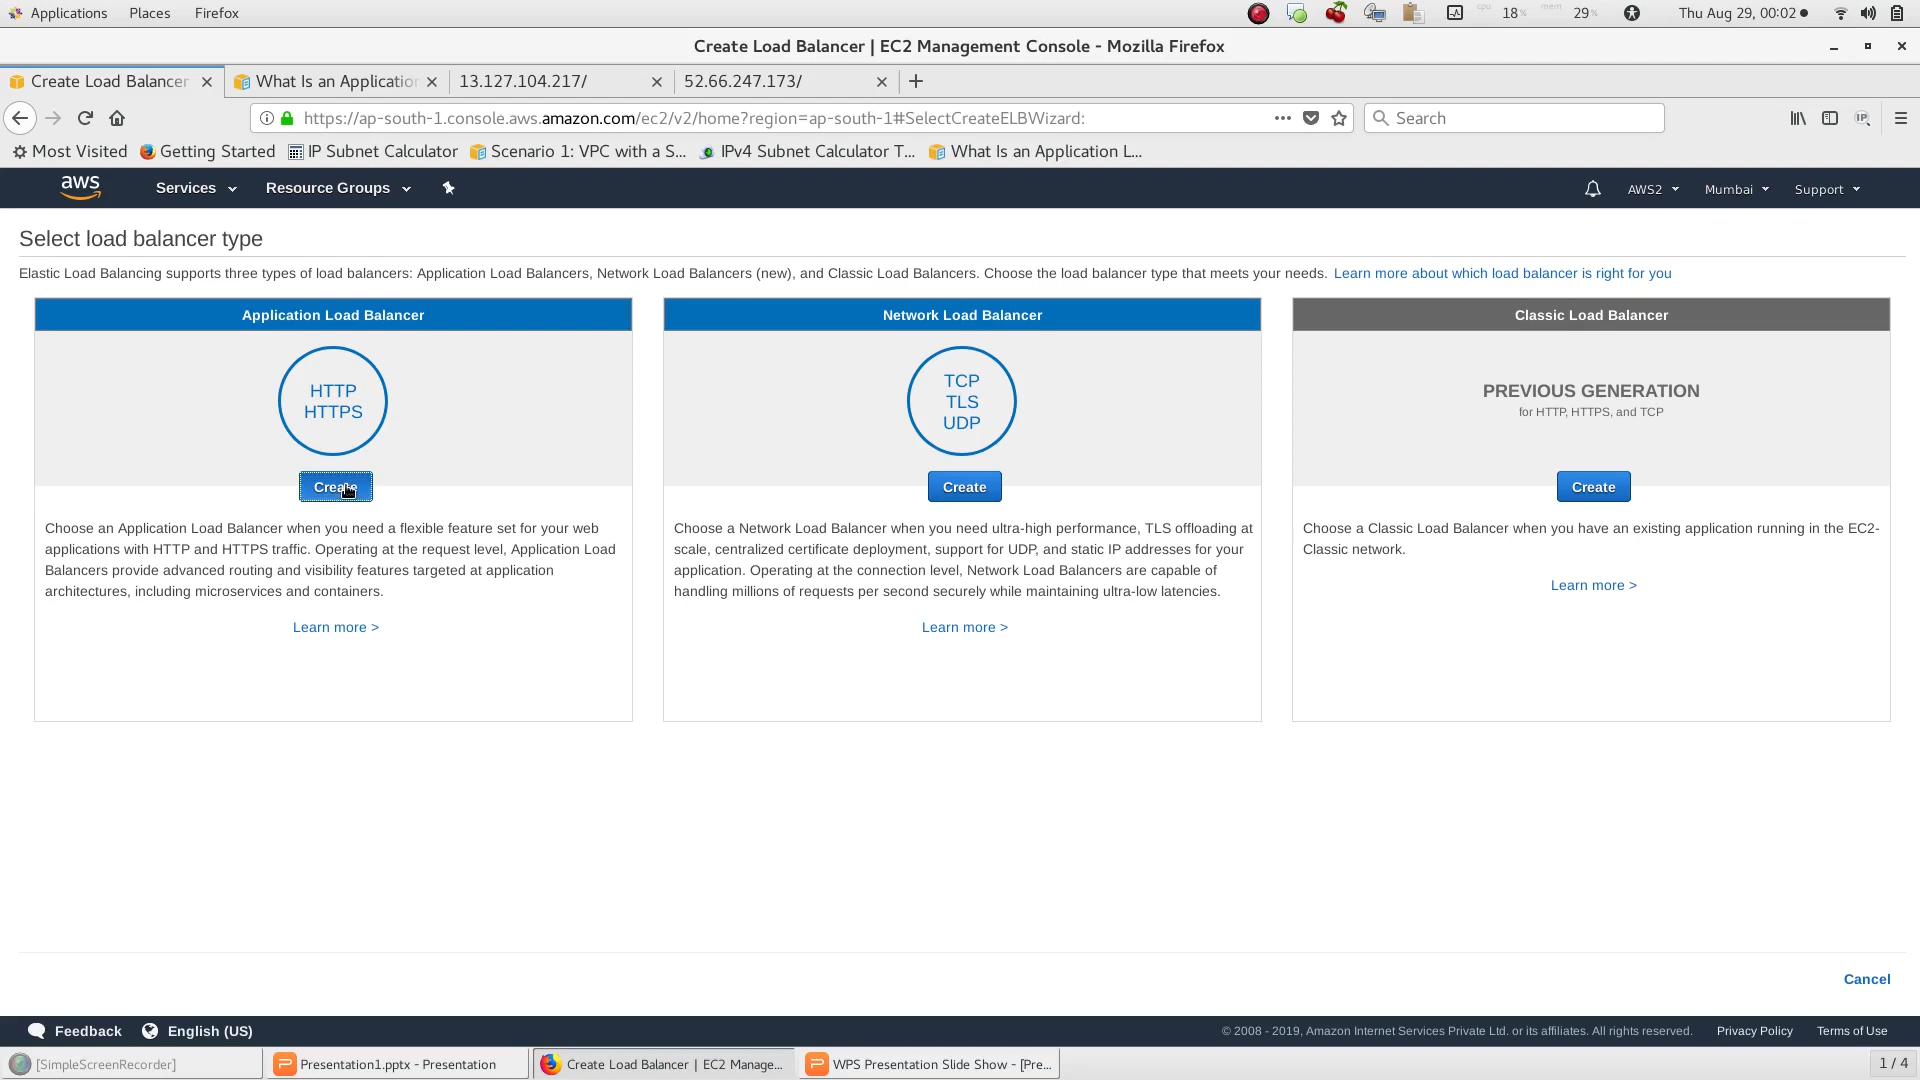 Applications Places Firefox
cpu 18% mem 29% Thu Aug 29, 00:02
Create Load Balancer | EC2 Management Console - Mozilla Firefox
Create Load Balancer What Is an Applicatio 13.127.104.217/ 52.66.247.173/
https://ap-south-1.console.aws.amazon.com/ec2/v2/home?region=ap-south-1#SelectCreateELBWizard: Search
Most Visited Getting Started IP Subnet Calculator Scenario 1: VPC with a S... IPv4 Subnet Calculator T... What Is an Application L...
aws Services Resource Groups AWS2 Mumbai Support
Select load balancer type
Elastic Load Balancing supports three types of load balancers: Application Load Balancers, Network Load Balancers (new), and Classic Load Balancers. Choose the load balancer type that meets your needs. Learn more about which load balancer is right for you
Application Load Balancer
HTTP
HTTPS
Create
Choose an Application Load Balancer when you need a flexible feature set for your web
applications with HTTP and HTTPS traffic. Operating at the request level, Application Load
Balancers provide advanced routing and visibility features targeted at application
architectures, including microservices and containers.
Learn more >
Network Load Balancer
TCP
TLS
UDP
Create
Choose a Network Load Balancer when you need ultra-high performance, TLS offloading at
scale, centralized certificate deployment, support for UDP, and static IP addresses for your
application. Operating at the connection level, Network Load Balancers are capable of
handling millions of requests per second securely while maintaining ultra-low latencies.
Learn more >
Classic Load Balancer
PREVIOUS GENERATION
for HTTP, HTTPS, and TCP
Create
Choose a Classic Load Balancer when you have an existing application running in the EC2-
Classic network.
Learn more >
Cancel
Feedback English (US) © 2008 - 2019, Amazon Internet Services Private Ltd. or its affiliates. All rights reserved. Privacy Policy Terms of Use
[SimpleScreenRecorder] Presentation1.pptx - Presentation Create Load Balancer | EC2 Manage... WPS Presentation Slide Show - [Pre... 1 / 4